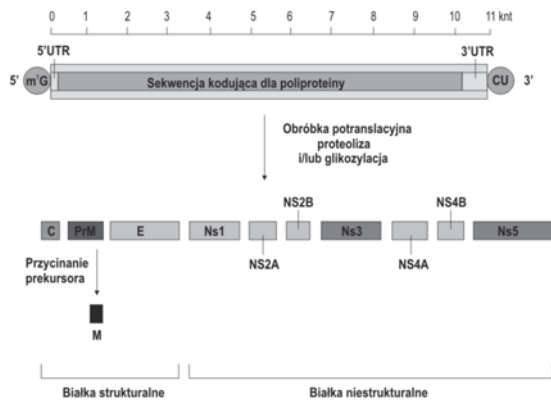 0 1 2 3 4 5 6 7 8 9 10 11 knt
5'UTR 3'UTR
5' m⁷G Sekwencja kodująca dla poliproteiny CU 3'
Obróbka potranslacyjna
proteoliza
i/lub glikozylacja
NS2B NS4B
C PrM E Ns1 Ns3 Ns5
NS2A NS4A
Przycinanie
prekursora
M
Białka strukturalne Białka niestrukturalne